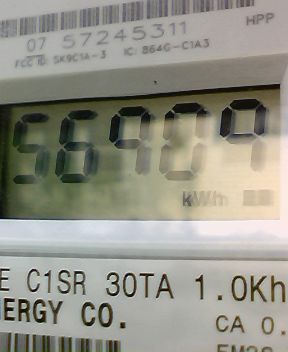 HPP
07 57245311
FCC ID: SK9C1A-3 IC: 864G-C1A3
56909
kWh
E C1SR 30TA 1.0Kh
NERGY CO.
CA 0.